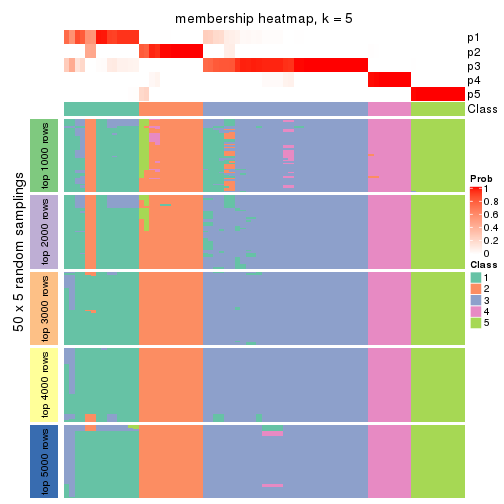 membership heatmap, k = 5
p1
p2
p3
p4
p5
Class
50 x 5 random samplings
top 1000 rows
top 2000 rows
top 3000 rows
top 4000 rows
top 5000 rows
Prob
1
0.8
0.6
0.4
0.2
0
Class
1
2
3
4
5